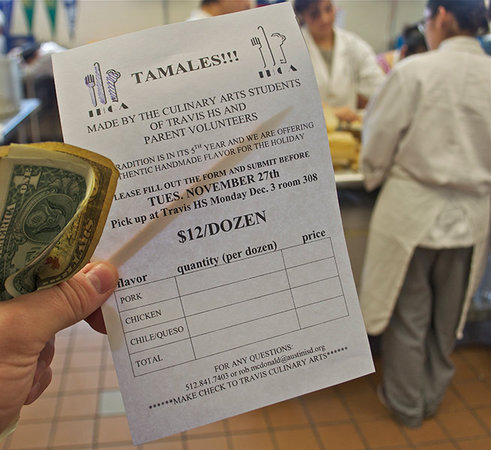 TAMALES!!!
MADE BY THE CULINARY ARTS STUDENTS
OF TRAVIS HS AND
PARENT VOLUNTEERS
TRADITION IS IN ITS 5TH YEAR AND WE ARE OFFERING
AUTHENTIC HANDMADE FLAVOR FOR THE HOLIDAY
PLEASE FILL OUT THE FORM AND SUBMIT BEFORE
TUES. NOVEMBER 27th
Pick up at Travis HS Monday Dec. 3 room 308
$12/DOZEN
flavor quantity (per dozen) price
PORK
CHICKEN
CHILE/QUESO
TOTAL
FOR ANY QUESTIONS:
512.841.7403 or rob.mcdonald@austinisd.org
******MAKE CHECK TO TRAVIS CULINARY ARTS******